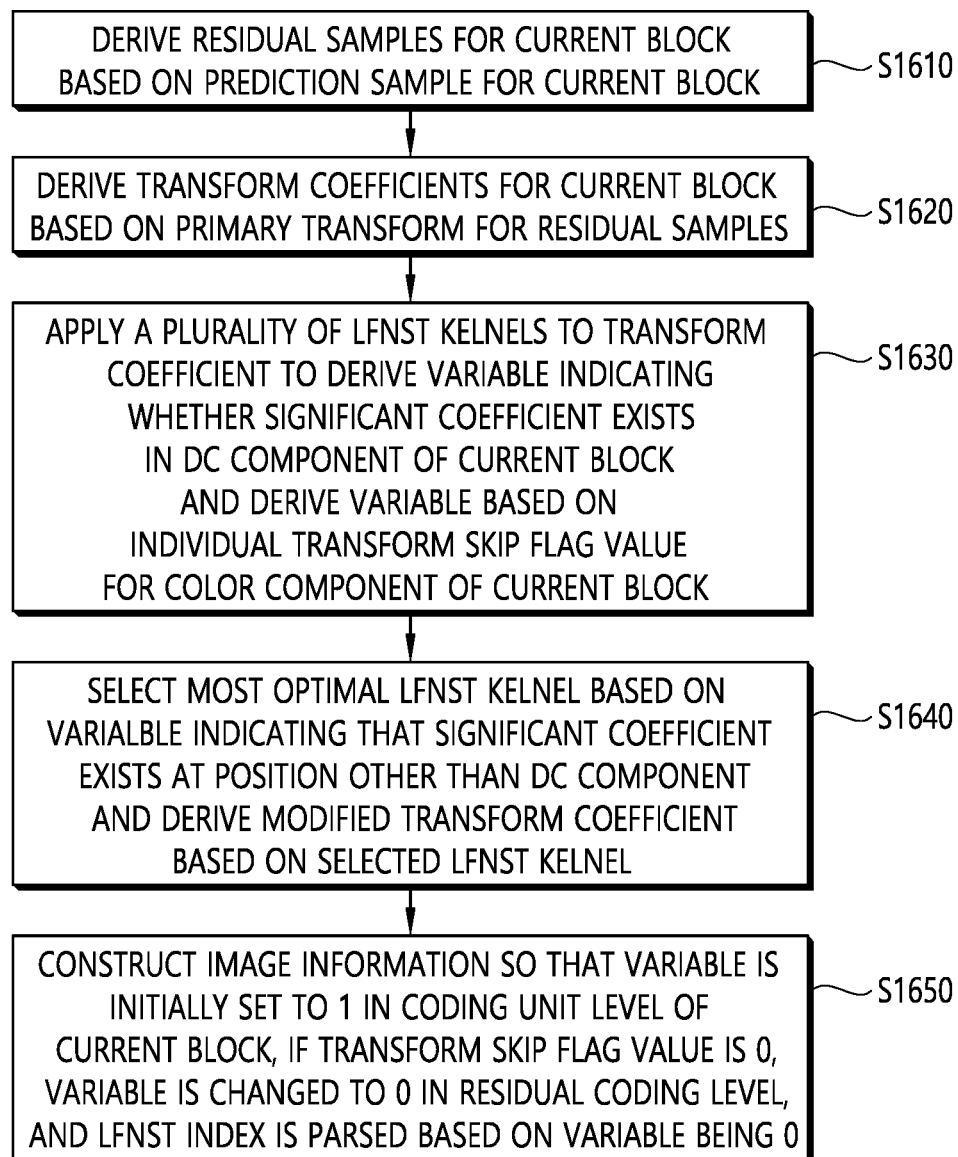 DERIVE RESIDUAL SAMPLES FOR CURRENT BLOCK
BASED ON PREDICTION SAMPLE FOR CURRENT BLOCK
S1610
DERIVE TRANSFORM COEFFICIENTS FOR CURRENT BLOCK
BASED ON PRIMARY TRANSFORM FOR RESIDUAL SAMPLES
S1620
APPLY A PLURALITY OF LFNST KELNELS TO TRANSFORM
COEFFICIENT TO DERIVE VARIABLE INDICATING
WHETHER SIGNIFICANT COEFFICIENT EXISTS
IN DC COMPONENT OF CURRENT BLOCK
AND DERIVE VARIABLE BASED ON
INDIVIDUAL TRANSFORM SKIP FLAG VALUE
FOR COLOR COMPONENT OF CURRENT BLOCK
S1630
SELECT MOST OPTIMAL LFNST KELNEL BASED ON
VARIALBLE INDICATING THAT SIGNIFICANT COEFFICIENT
EXISTS AT POSITION OTHER THAN DC COMPONENT
AND DERIVE MODIFIED TRANSFORM COEFFICIENT
BASED ON SELECTED LFNST KELNEL
S1640
CONSTRUCT IMAGE INFORMATION SO THAT VARIABLE IS
INITIALLY SET TO 1 IN CODING UNIT LEVEL OF
CURRENT BLOCK, IF TRANSFORM SKIP FLAG VALUE IS 0,
VARIABLE IS CHANGED TO 0 IN RESIDUAL CODING LEVEL,
AND LFNST INDEX IS PARSED BASED ON VARIABLE BEING 0
S1650